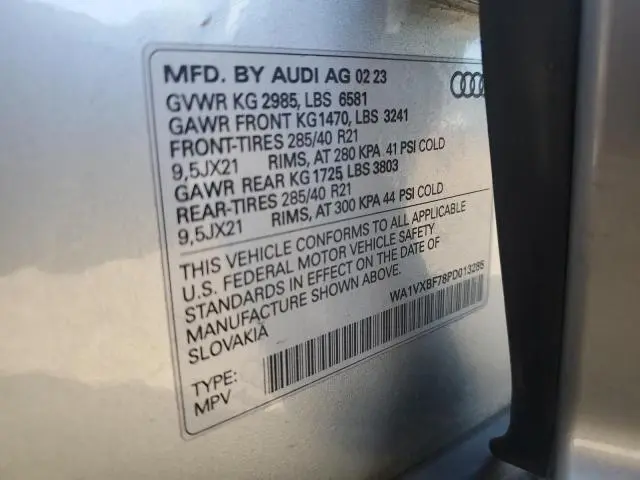 MFD. BY AUDI AG 02 23
GVWR KG 2985, LBS 6581
GAWR FRONT KG1470, LBS 3241
FRONT-TIRES 285/40 R21
9,5JX21 RIMS, AT 280 KPA 41 PSI COLD
GAWR REAR KG 1725 LBS 3803
REAR-TIRES 285/40 R21
9,5JX21 RIMS, AT 300 KPA 44 PSI COLD
THIS VEHICLE CONFORMS TO ALL APPLICABLE
U.S. FEDERAL MOTOR VEHICLE SAFETY
STANDARDS IN EFFECT ON THE DATE OF
MANUFACTURE SHOWN ABOVE.
SLOVAKIA
WA1VXBF78PD013285
TYPE:
MPV